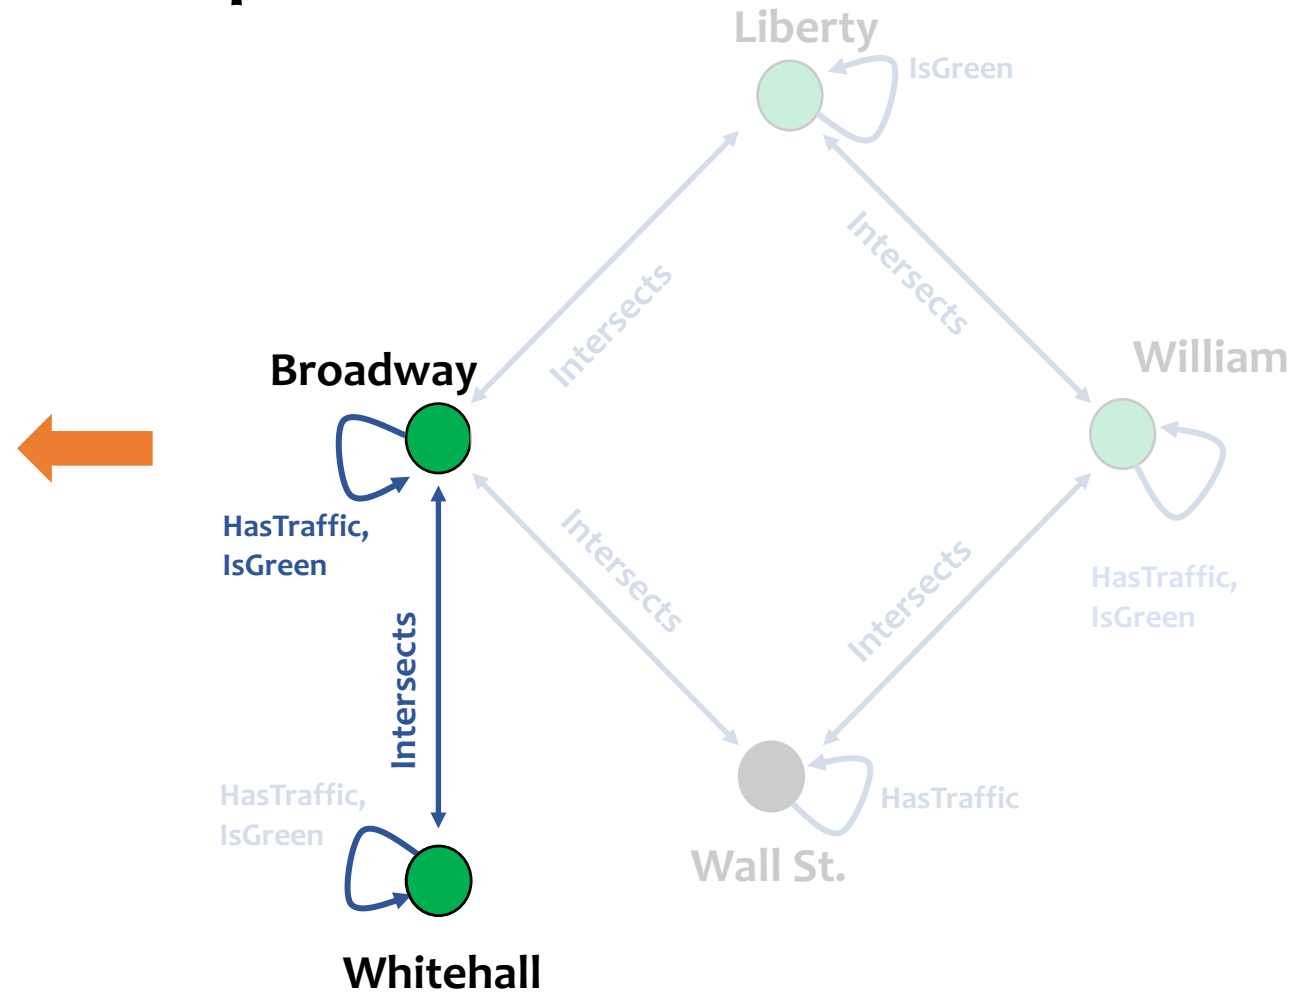 Liberty
IsGreen
Intersects
Intersects
Broadway
William
HasTraffic,
IsGreen
Intersects
Intersects
HasTraffic,
IsGreen
Intersects
HasTraffic,
IsGreen
HasTraffic
Wall St.
Whitehall